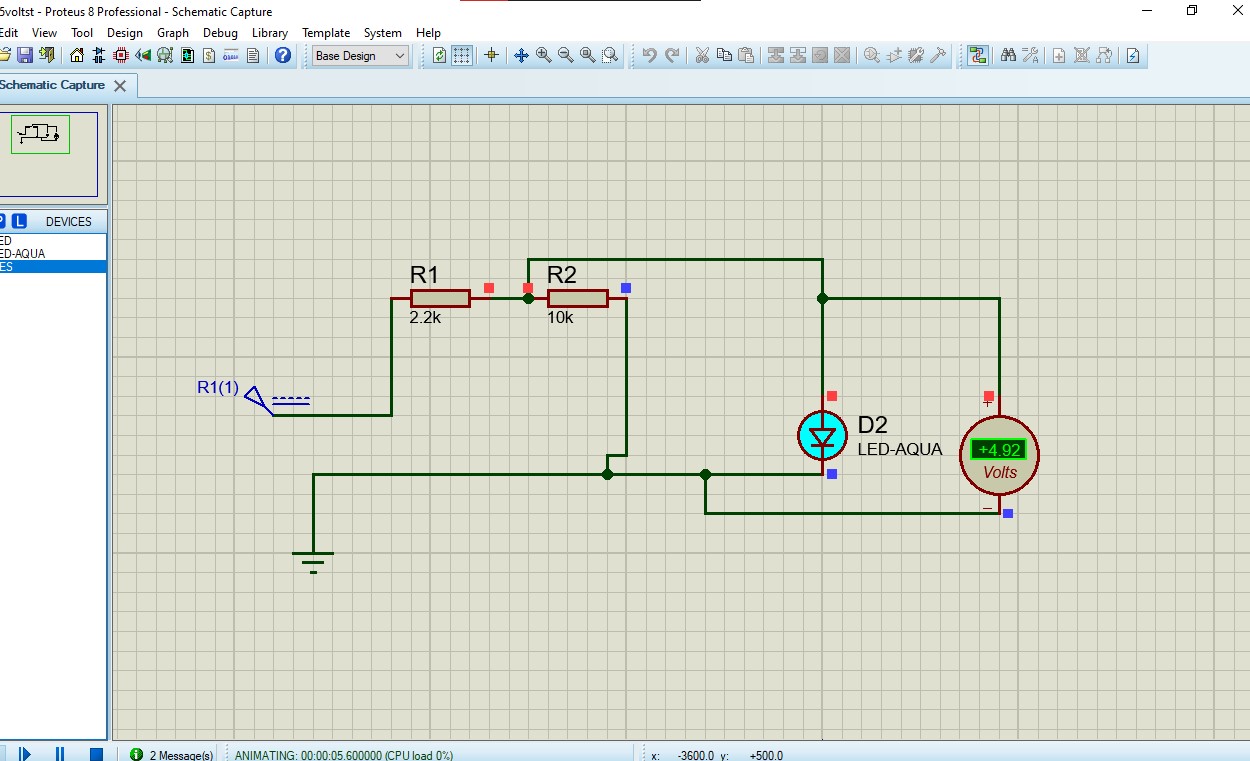 5voltst - Proteus 8 Professional - Schematic Capture
Edit View Tool Design Graph Debug Library Template System Help
Base Design
Schematic Capture
L DEVICES
ED
ED-AQUA
ES
R1
R2
2.2k
10k
R1(1)
D2
LED-AQUA
+
+4.92
Volts
−
2 Message(s) ANIMATING: 00:00:05.600000 (CPU load 0%) x: -3600.0 y: +500.0